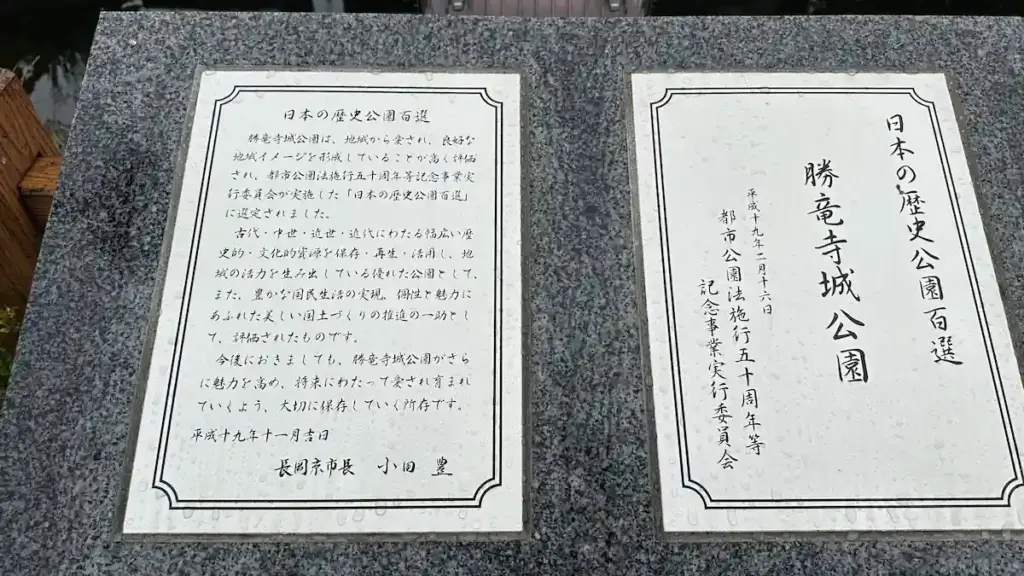 日本の歴史公園百選
勝竜寺城公園は、地域から愛され、良好な
地域イメージを形成していることが高く評価
され、都市公園法施行五十周年等記念事業実
行委員会が実施した「日本の歴史公園百選」
に選定されました。
古代・中世・近世・近代にわたる幅広い歴
史的・文化的資源を保存・再生・活用し、地
域の活力を生み出している優れた公園として、
また、豊かな国民生活の実現、個性と魅力に
あふれた美しい国土づくりの推進の一助とし
て、評価されたものです。
今後におきましても、勝竜寺城公園がさら
に魅力を高め、将来にわたって愛され育まれ
ていくよう、大切に保存していく所存です。
平成十九年十一月吉日
長岡京市長 小田 豊
日本の歴史公園百選
勝竜寺城公園
平成十九年二月十六日
都市公園法施行五十周年等
記念事業実行委員会